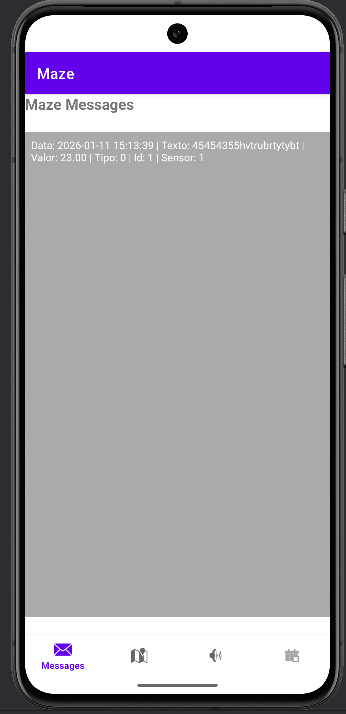 Maze
Maze Messages
Data: 2026-01-11 15:13:39 | Texto: 45454355hvtrubrtytybt |
Valor: 23.00 | Tipo: 0 | Id: 1 | Sensor: 1
Messages